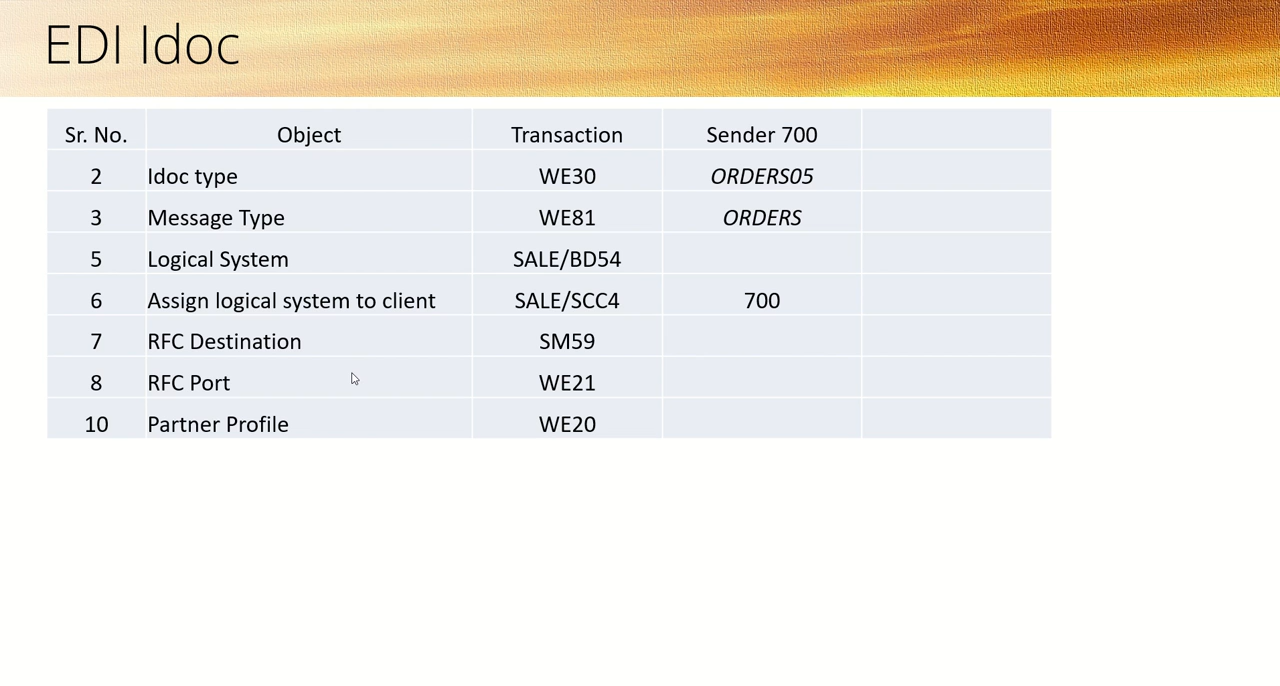 EDI Idoc
Sr. No. Object Transaction Sender 700
2 Idoc type WE30 ORDERS05
3 Message Type WE81 ORDERS
5 Logical System SALE/BD54
6 Assign logical system to client SALE/SCC4 700
7 RFC Destination SM59
8 RFC Port WE21
10 Partner Profile WE20